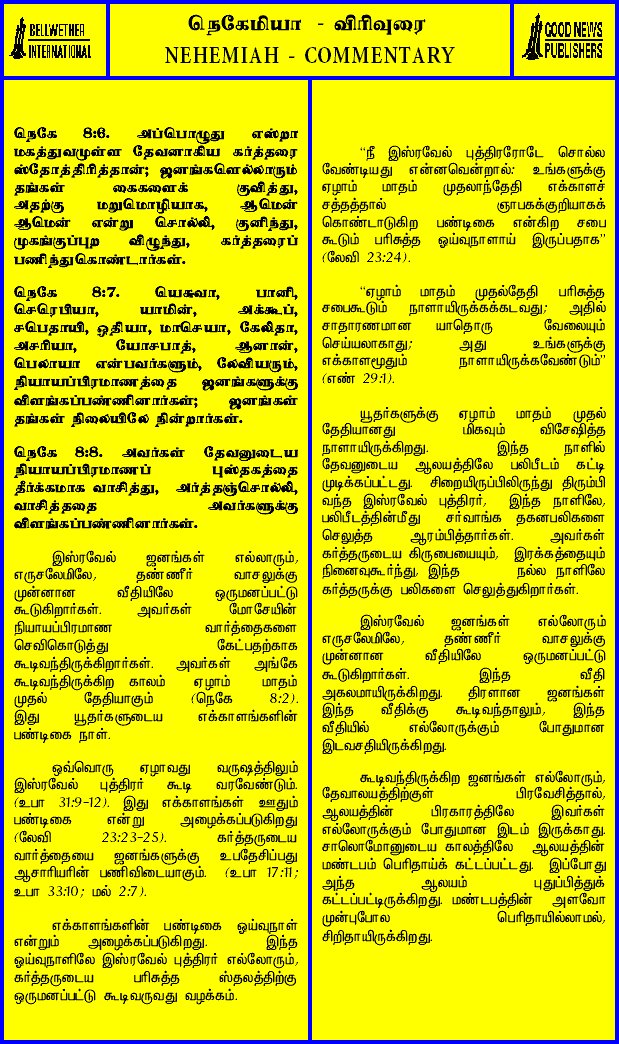 BELLWETHER
INTERNATIONAL
நெகேமியா - விரிவுரை
NEHEMIAH - COMMENTARY
GOOD NEWS
PUBLISHERS
நெகே 8:6. அப்பொழுது எஸ்றா
மகத்துவமுள்ள தேவனாகிய கர்த்தரை
ஸ்தோத்திரித்தான்; ஜனங்களெல்லாரும்
தங்கள் கைகளைக் குவித்து,
அதற்கு மறுமொழியாக, ஆமென்
ஆமென் என்று சொல்லி, குனிந்து,
முகங்குப்புற விழுந்து, கர்த்தரைப்
பணிந்துகொண்டார்கள்.
நெகே 8:7. யெசுவா, பானி,
செரெபியா, யாமின், அக்கூப்,
சபெதாயி, ஒதியா, மாசெயா, கேலிதா,
அசரியா, யோசபாத், ஆனான்,
பெலாயா என்பவர்களும், லேவியரும்,
நியாயப்பிரமாணத்தை ஜனங்களுக்கு
விளங்கப்பண்ணினார்கள்; ஜனங்கள்
தங்கள் நிலையிலே நின்றார்கள்.
நெகே 8:8. அவர்கள் தேவனுடைய
நியாயப்பிரமாணப் புஸ்தகத்தை
தீர்க்கமாக வாசித்து, அர்த்தஞ்சொல்லி,
வாசித்ததை அவர்களுக்கு
விளங்கப்பண்ணினார்கள்.
இஸ்ரவேல் ஜனங்கள் எல்லாரும்,
எருசலேமிலே, தண்ணீர் வாசலுக்கு
முன்னான வீதியிலே ஒருமனப்பட்டு
கூடுகிறார்கள். அவர்கள் மோசேயின்
நியாயப்பிரமாண வார்த்தைகளை
செவிகொடுத்து கேட்பதற்காக
கூடிவந்திருக்கிறார்கள். அவர்கள் அங்கே
கூடிவந்திருக்கிற காலம் ஏழாம் மாதம்
முதல் தேதியாகும் (நெகே 8:2).
இது யூதர்களுடைய எக்காளங்களின்
பண்டிகை நாள்.
ஒவ்வொரு ஏழாவது வருஷத்திலும்
இஸ்ரவேல் புத்திரர் கூடி வரவேண்டும்.
(உபா 31:9-12). இது எக்காளங்கள் ஊதும்
பண்டிகை என்று அழைக்கப்படுகிறது
(லேவி 23:23-25). கர்த்தருடைய
வார்த்தையை ஜனங்களுக்கு உபதேசிப்பது
ஆசாரியரின் பணிவிடையாகும். (உபா 17:11;
உபா 33:10; மல் 2:7).
எக்காளங்களின் பண்டிகை ஓய்வுநாள்
என்றும் அழைக்கப்படுகிறது. இந்த
ஓய்வுநாளிலே இஸ்ரவேல் புத்திரர் எல்லோரும்,
கர்த்தருடைய பரிசுத்த ஸ்தலத்திற்கு
ஒருமனப்பட்டு கூடிவருவது வழக்கம்.
“நீ இஸ்ரவேல் புத்திரரோடே சொல்ல
வேண்டியது என்னவென்றால்: உங்களுக்கு
ஏழாம் மாதம் முதலாந்தேதி எக்காளச்
சத்தத்தால் ஞாபகக்குறியாகக்
கொண்டாடுகிற பண்டிகை என்கிற சபை
கூடும் பரிசுத்த ஓய்வுநாளாய் இருப்பதாக”
(லேவி 23:24).
“ஏழாம் மாதம் முதல்தேதி பரிசுத்த
சபைகூடும் நாளாயிருக்கக்கடவது; அதில்
சாதாரணமான யாதொரு வேலையும்
செய்யலாகாது; அது உங்களுக்கு
எக்காளமூதும் நாளாயிருக்கவேண்டும்”
(எண் 29:1).
யூதர்களுக்கு ஏழாம் மாதம் முதல்
தேதியானது மிகவும் விசேஷித்த
நாளாயிருக்கிறது. இந்த நாளில்
தேவனுடைய ஆலயத்திலே பலிபீடம் கட்டி
முடிக்கப்பட்டது. சிறையிருப்பிலிருந்து திரும்பி
வந்த இஸ்ரவேல் புத்திரர், இந்த நாளிலே,
பலிபீடத்தின்மீது சர்வாங்க தகனபலிகளை
செலுத்த ஆரம்பித்தார்கள். அவர்கள்
கர்த்தருடைய கிருபையையும், இரக்கத்தையும்
நினைவுகூர்ந்து, இந்த நல்ல நாளிலே
கர்த்தருக்கு பலிகளை செலுத்துகிறார்கள்.
இஸ்ரவேல் ஜனங்கள் எல்லோரும்
எருசலேமிலே, தண்ணீர் வாசலுக்கு
முன்னான வீதியிலே ஒருமனப்பட்டு
கூடுகிறார்கள். இந்த வீதி
அகலமாயிருக்கிறது. திரளான ஜனங்கள்
இந்த வீதிக்கு கூடிவந்தாலும், இந்த
வீதியில் எல்லோருக்கும் போதுமான
இடவசதியிருக்கிறது.
கூடிவந்திருக்கிற ஜனங்கள் எல்லோரும்,
தேவாலயத்திற்குள் பிரவேசித்தால்,
ஆலயத்தின் பிரகாரத்திலே இவர்கள்
எல்லோருக்கும் போதுமான இடம் இருக்காது.
சாலொமோனுடைய காலத்திலே ஆலயத்தின்
மண்டபம் பெரிதாய்க் கட்டப்பட்டது. இப்போது
அந்த ஆலயம் புதுப்பித்துக்
கட்டப்பட்டிருக்கிறது. மண்டபத்தின் அளவோ
முன்புபோல பெரிதாயில்லாமல்,
சிறிதாயிருக்கிறது.